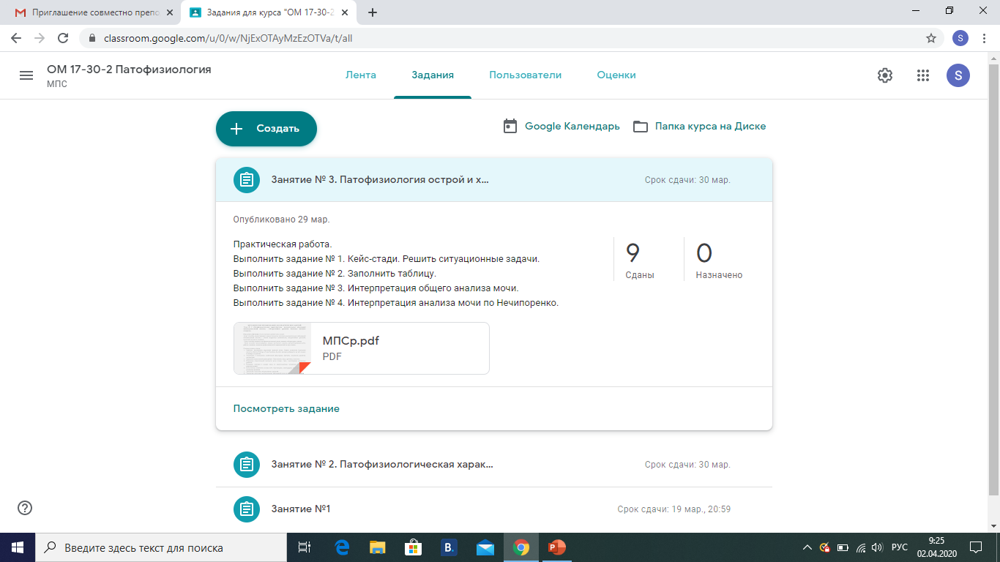 Приглашение совместно препо
Задания для курса "ОМ 17-30-2
classroom.google.com/u/0/w/NjExOTAyMzEzOTVa/t/all
S
ОМ 17-30-2 Патофизиология
МПС
Лента
Задания
Пользователи
Оценки
S
Создать
Google Календарь
Папка курса на Диске
Занятие № 3. Патофизиология острой и х...
Срок сдачи: 30 мар.
Опубликовано 29 мар.
Практическая работа.
Выполнить задание № 1. Кейс-стади. Решить ситуационные задачи.
Выполнить задание № 2. Заполнить таблицу.
Выполнить задание № 3. Интерпретация общего анализа мочи.
Выполнить задание № 4. Интерпретация анализа мочи по Нечипоренко.
9
Сданы
0
Назначено
МПСр.pdf
PDF
Посмотреть задание
Занятие № 2. Патофизиологическая харак...
Срок сдачи: 30 мар.
Занятие №1
Срок сдачи: 19 мар., 20:59
Введите здесь текст для поиска
B.
РУС
9:25
02.04.2020